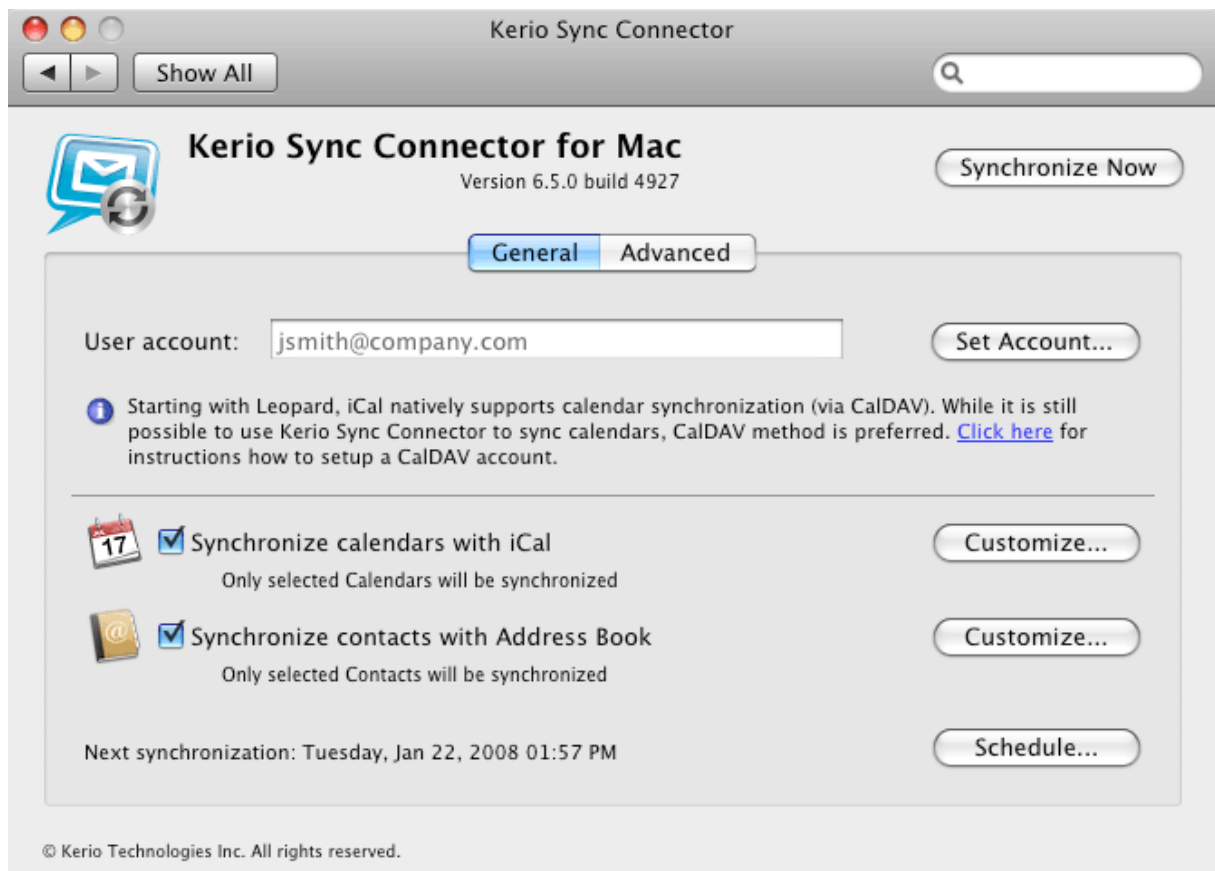 Kerio Sync Connector
Show All
Kerio Sync Connector for Mac
Version 6.5.0 build 4927
Synchronize Now
General Advanced
User account: jsmith@company.com Set Account...
Starting with Leopard, iCal natively supports calendar synchronization (via CalDAV). While it is still
possible to use Kerio Sync Connector to sync calendars, CalDAV method is preferred. Click here for
instructions how to setup a CalDAV account.
17
Synchronize calendars with iCal Customize...
Only selected Calendars will be synchronized
@
Synchronize contacts with Address Book Customize...
Only selected Contacts will be synchronized
Next synchronization: Tuesday, Jan 22, 2008 01:57 PM Schedule...
© Kerio Technologies Inc. All rights reserved.